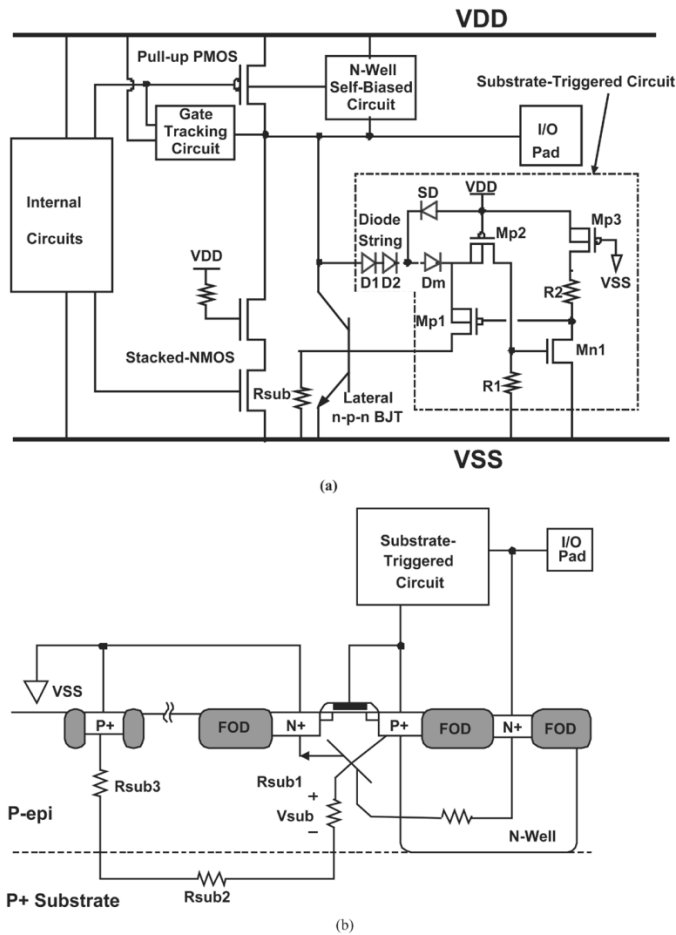 VDD
Pull-up PMOS
N-Well
Self-Biased
Circuit
Substrate-Triggered Circuit
Gate
Tracking
Circuit
I/O
Pad
Internal
Circuits
VDD
SD
VDD
Diode
String
Mp2
Mp3
D1 D2
Dm
VSS
R2
Mp1
Stacked-NMOS
Mn1
Rsub
Lateral
n-p-n BJT
R1
VSS
(a)
Substrate-
Triggered
Circuit
I/O
Pad
VSS
P+
FOD
N+
P+
FOD
N+
FOD
Rsub3
Rsub1
+
Vsub
–
P-epi
N-Well
Rsub2
P+ Substrate
(b)